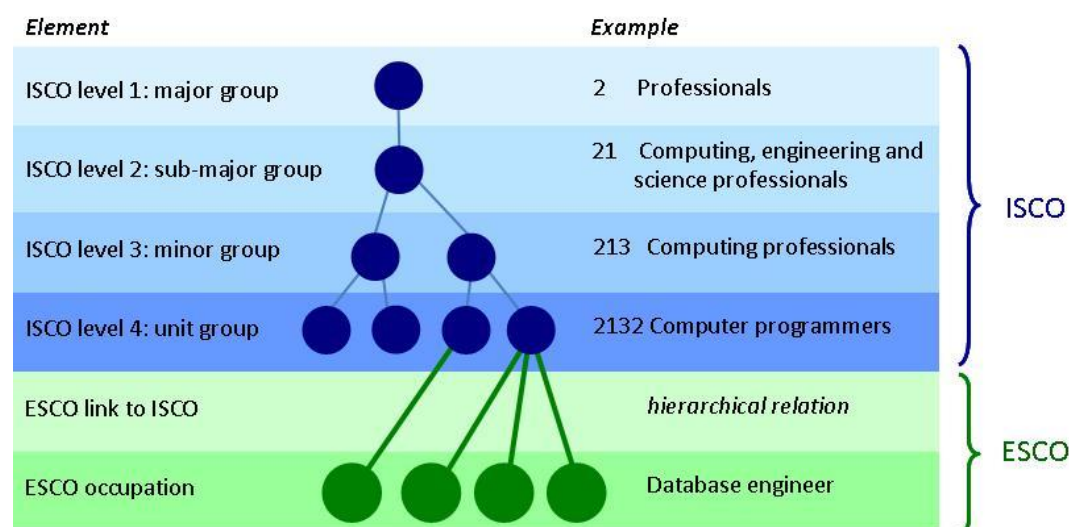 Element Example
ISCO level 1: major group 2 Professionals
ISCO level 2: sub-major group 21 Computing, engineering and
science professionals
ISCO level 3: minor group 213 Computing professionals
ISCO level 4: unit group 2132 Computer programmers
ISCO
ESCO link to ISCO hierarchical relation
ESCO occupation Database engineer
ESCO